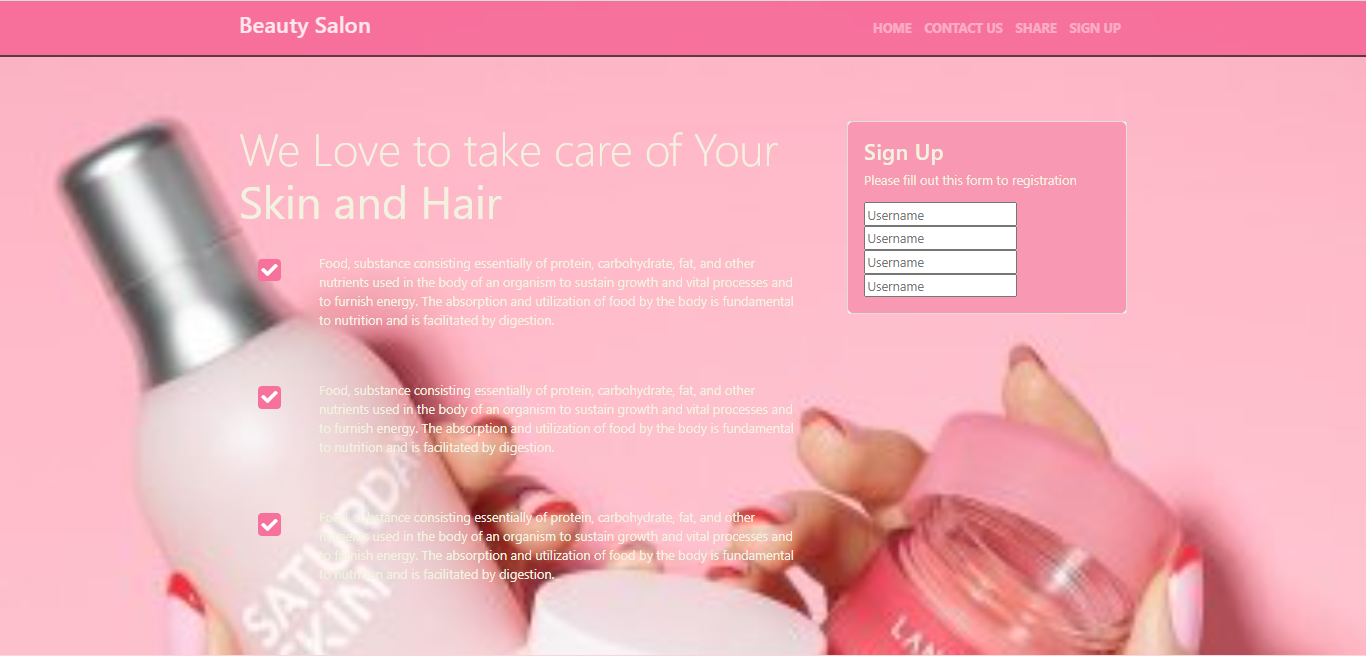 Beauty Salon
HOME CONTACT US SHARE SIGN UP
We Love to take care of Your
Skin and Hair
Food, substance consisting essentially of protein, carbohydrate, fat, and other
nutrients used in the body of an organism to sustain growth and vital processes and
to furnish energy. The absorption and utilization of food by the body is fundamental
to nutrition and is facilitated by digestion.
Food, substance consisting essentially of protein, carbohydrate, fat, and other
nutrients used in the body of an organism to sustain growth and vital processes and
to furnish energy. The absorption and utilization of food by the body is fundamental
to nutrition and is facilitated by digestion.
Food, substance consisting essentially of protein, carbohydrate, fat, and other
nutrients used in the body of an organism to sustain growth and vital processes and
to furnish energy. The absorption and utilization of food by the body is fundamental
to nutrition and is facilitated by digestion.
Sign Up
Please fill out this form to registration
Username
Username
Username
Username
SATURDAY
SKIN